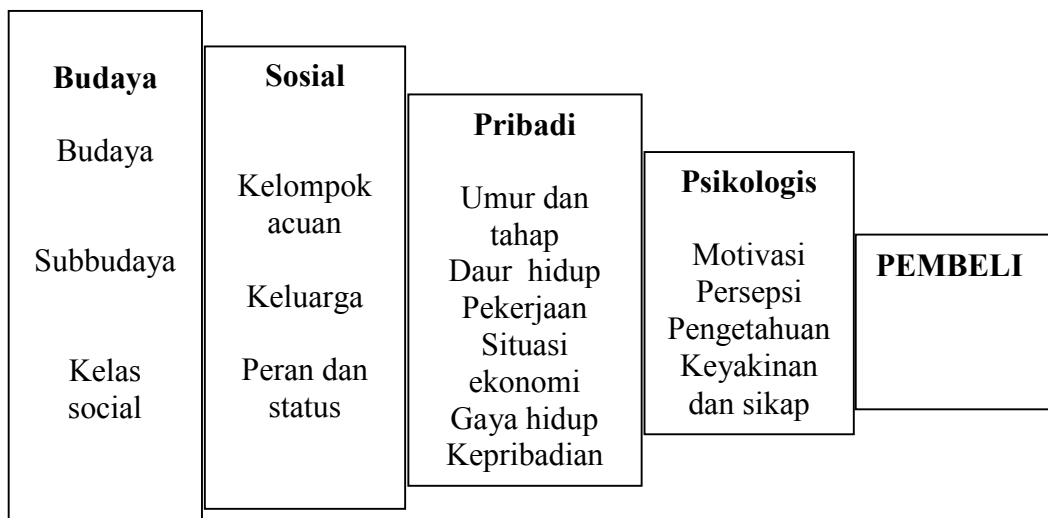 Budaya
Budaya
Subbudaya
Kelas
social
Sosial
Kelompok
acuan
Keluarga
Peran dan
status
Pribadi
Umur dan
tahap
Daur hidup
Pekerjaan
Situasi
ekonomi
Gaya hidup
Kepribadian
Psikologis
Motivasi
Persepsi
Pengetahuan
Keyakinan
dan sikap
PEMBELI